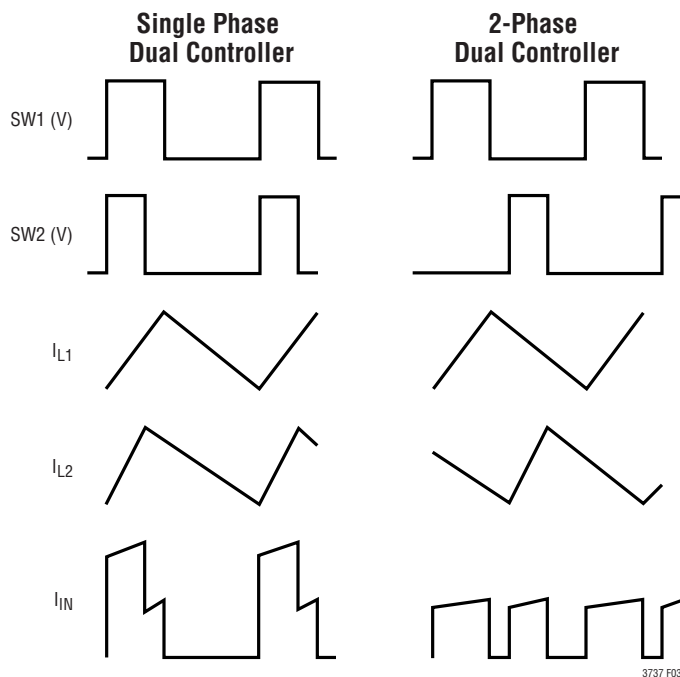 Single Phase
Dual Controller
2-Phase
Dual Controller
SW1 (V)
SW2 (V)
IL1
IL2
IIN
3737 F03